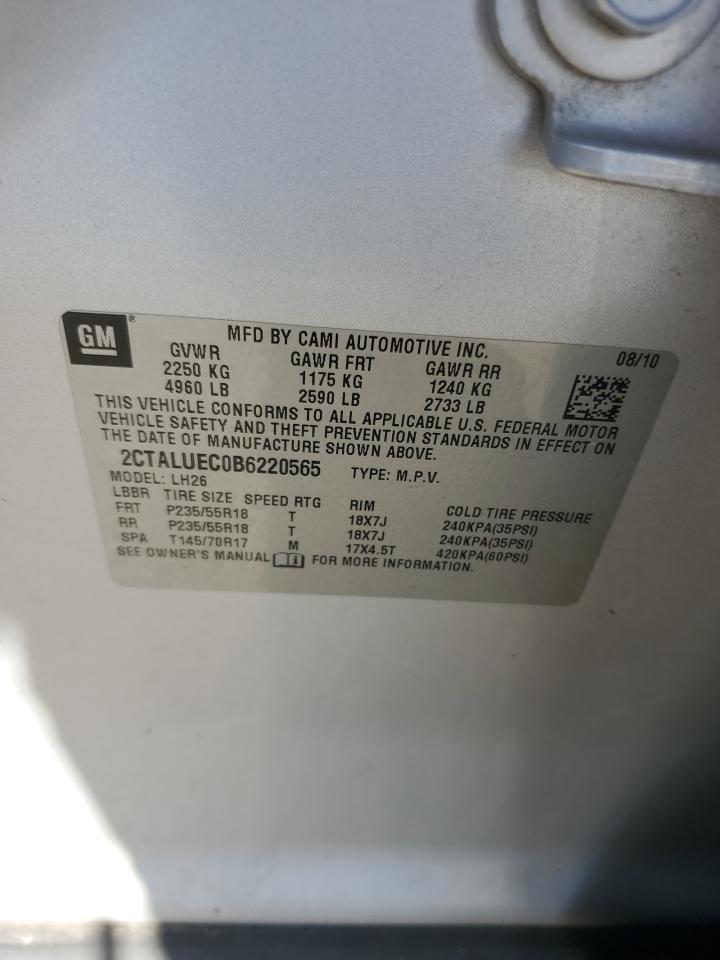 GM ®
MFD BY CAMI AUTOMOTIVE INC. 08/10
GVWR GAWR FRT GAWR RR
2250 KG 1175 KG 1240 KG
4960 LB 2590 LB 2733 LB
THIS VEHICLE CONFORMS TO ALL APPLICABLE U.S. FEDERAL MOTOR
VEHICLE SAFETY AND THEFT PREVENTION STANDARDS IN EFFECT ON
THE DATE OF MANUFACTURE SHOWN ABOVE.
2CTALUEC0B6220565 TYPE: M.P.V.
MODEL: LH26
LBBR TIRE SIZE SPEED RTG RIM COLD TIRE PRESSURE
FRT P235/55R18 T 18X7J 240KPA(35PSI)
RR P235/55R18 T 18X7J 240KPA(35PSI)
SPA T145/70R17 M 17X4.5T 420KPA(60PSI)
SEE OWNER'S MANUAL i FOR MORE INFORMATION.